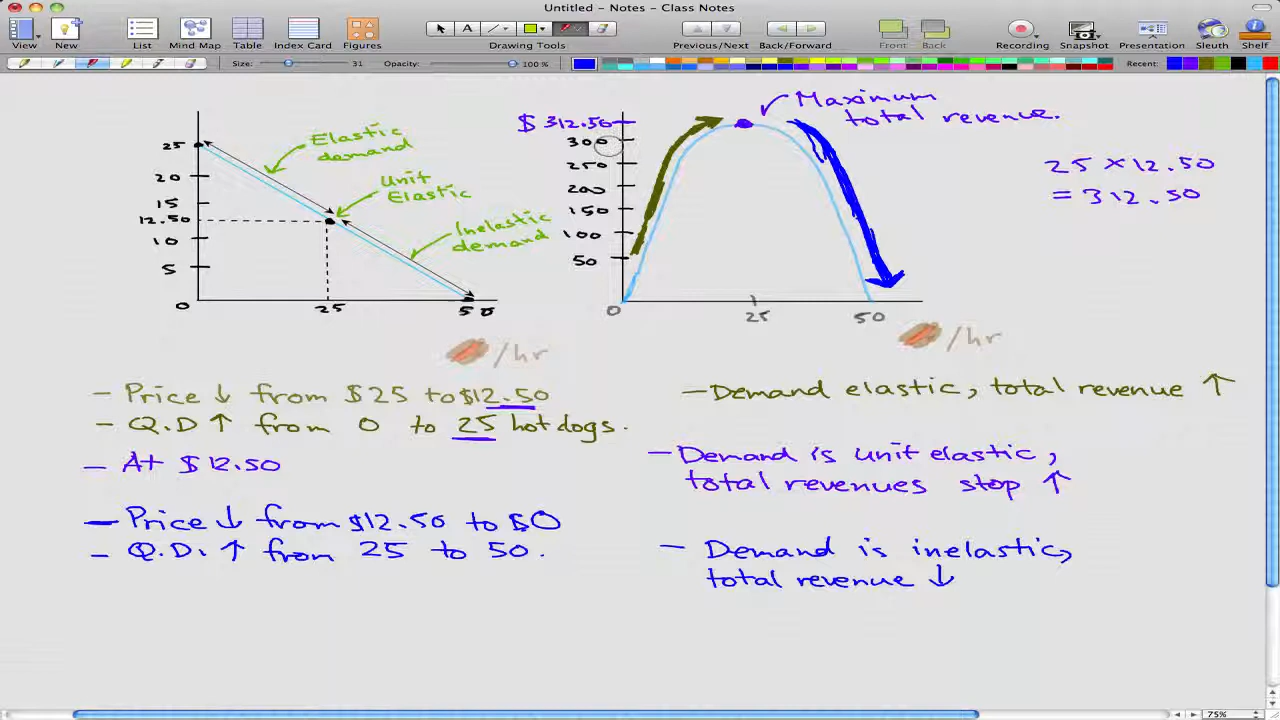 Untitled - Notes - Class Notes
View New List Mind Map Table Index Card Figures Drawing Tools Previous/Next Back/Forward Front Back Recording Snapshot Presentation Sleuth Shelf
Size: 31 Opacity: 100 % Recent:
25
20
15
12.50
10
5
0
25
50
Elastic
demand
Unit
Elastic
Inelastic
demand
/hr
$ 312.50
300
250
200
150
100
50
0
25
50
/hr
Maximum
total revenue.
25 × 12.50
= 312.50
- Price ↓ from $25 to $12.50
- Q.D ↑ from 0 to 25 hotdogs.
- At $12.50
- Price ↓ from $12.50 to $0
- Q.D. ↑ from 25 to 50.
- Demand elastic, total revenue ↑
- Demand is unit elastic,
total revenues stop ↑
- Demand is inelastic,
total revenue ↓
75%